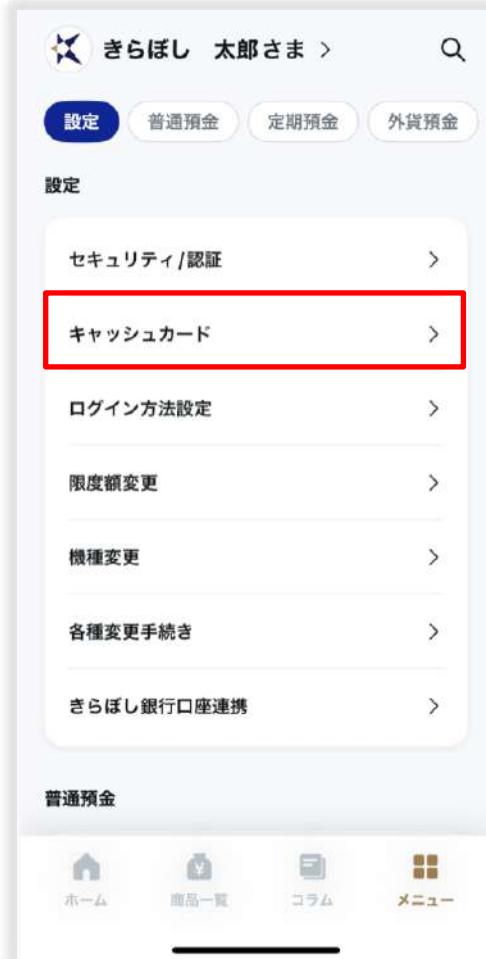 きらぼし　太郎さま
設定 普通預金 定期預金 外貨預金
設定
セキュリティ/認証
キャッシュカード
ログイン方法設定
限度額変更
機種変更
各種変更手続き
きらぼし銀行口座連携
普通預金
ホーム 商品一覧 コラム メニュー